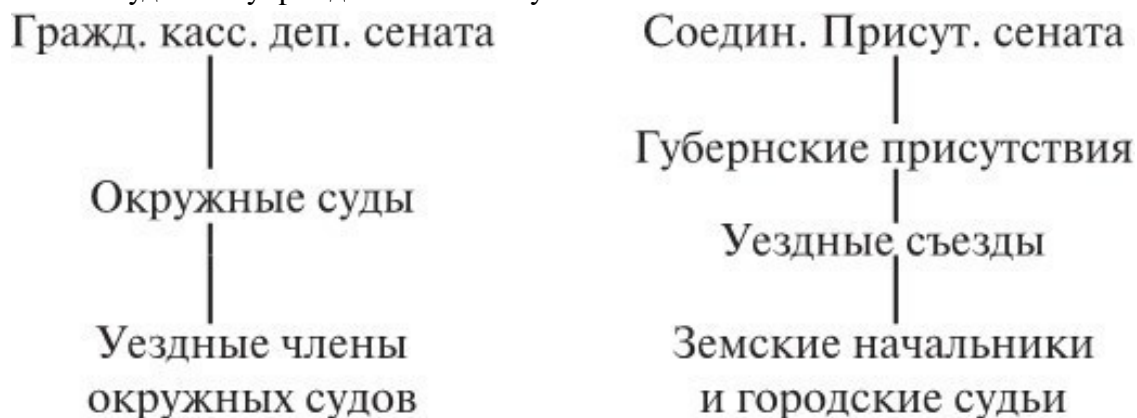 Гражд. касс. деп. сената
Окружные суды
Уездные члены
окружных судов
Соедин. Присут. сената
Губернские присутствия
Уездные съезды
Земские начальники
и городские судьи